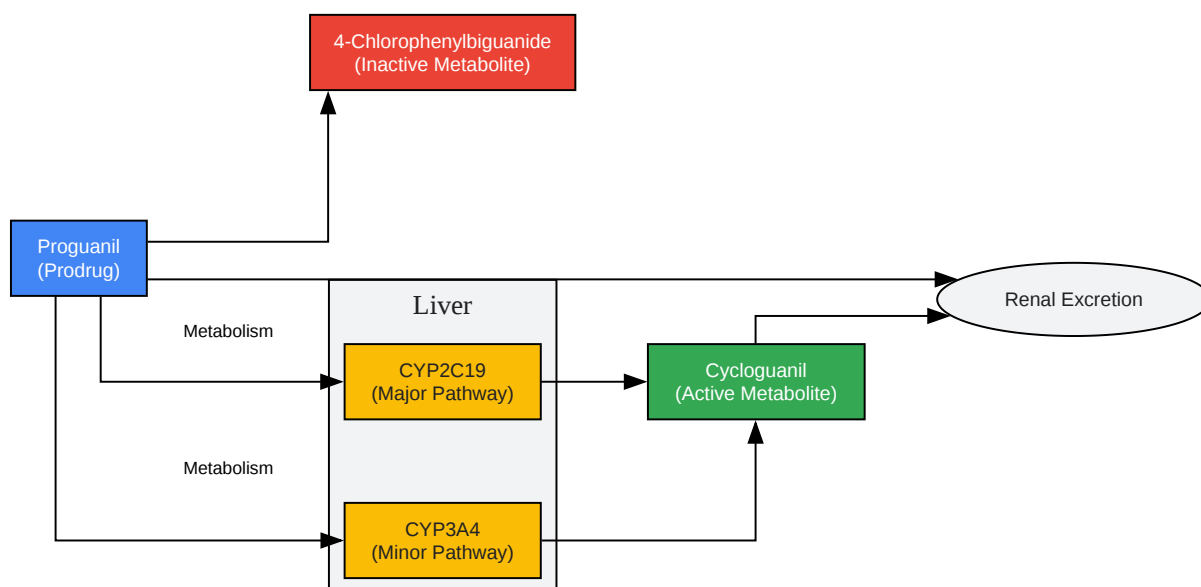 4-Chlorophenylbiguanide
(Inactive Metabolite)
Proguanil
(Prodrug)
Renal Excretion
Liver
Metabolism
CYP2C19
(Major Pathway)
Cycloguanil
(Active Metabolite)
Metabolism
CYP3A4
(Minor Pathway)